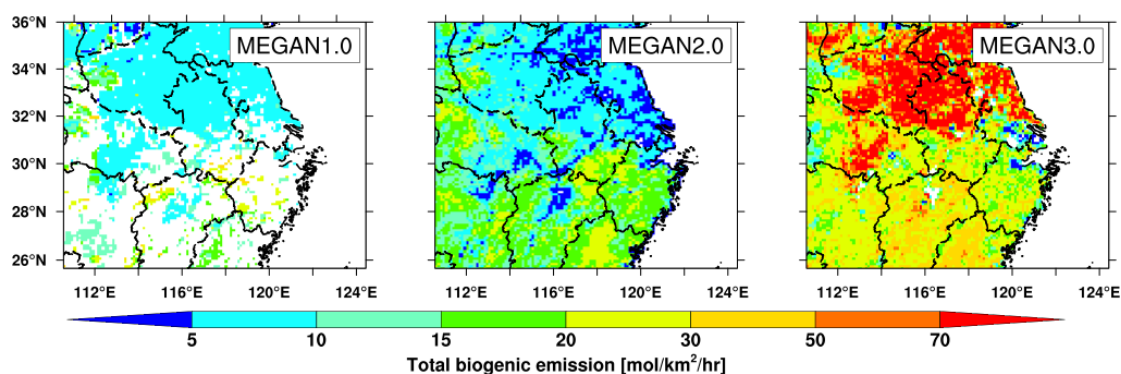 36°N
34°N
32°N
30°N
28°N
26°N
MEGAN1.0
MEGAN2.0
MEGAN3.0
112°E 116°E 120°E 124°E
112°E 116°E 120°E 124°E
112°E 116°E 120°E 124°E
5 10 15 20 30 50 70
Total biogenic emission [mol/km²/hr]